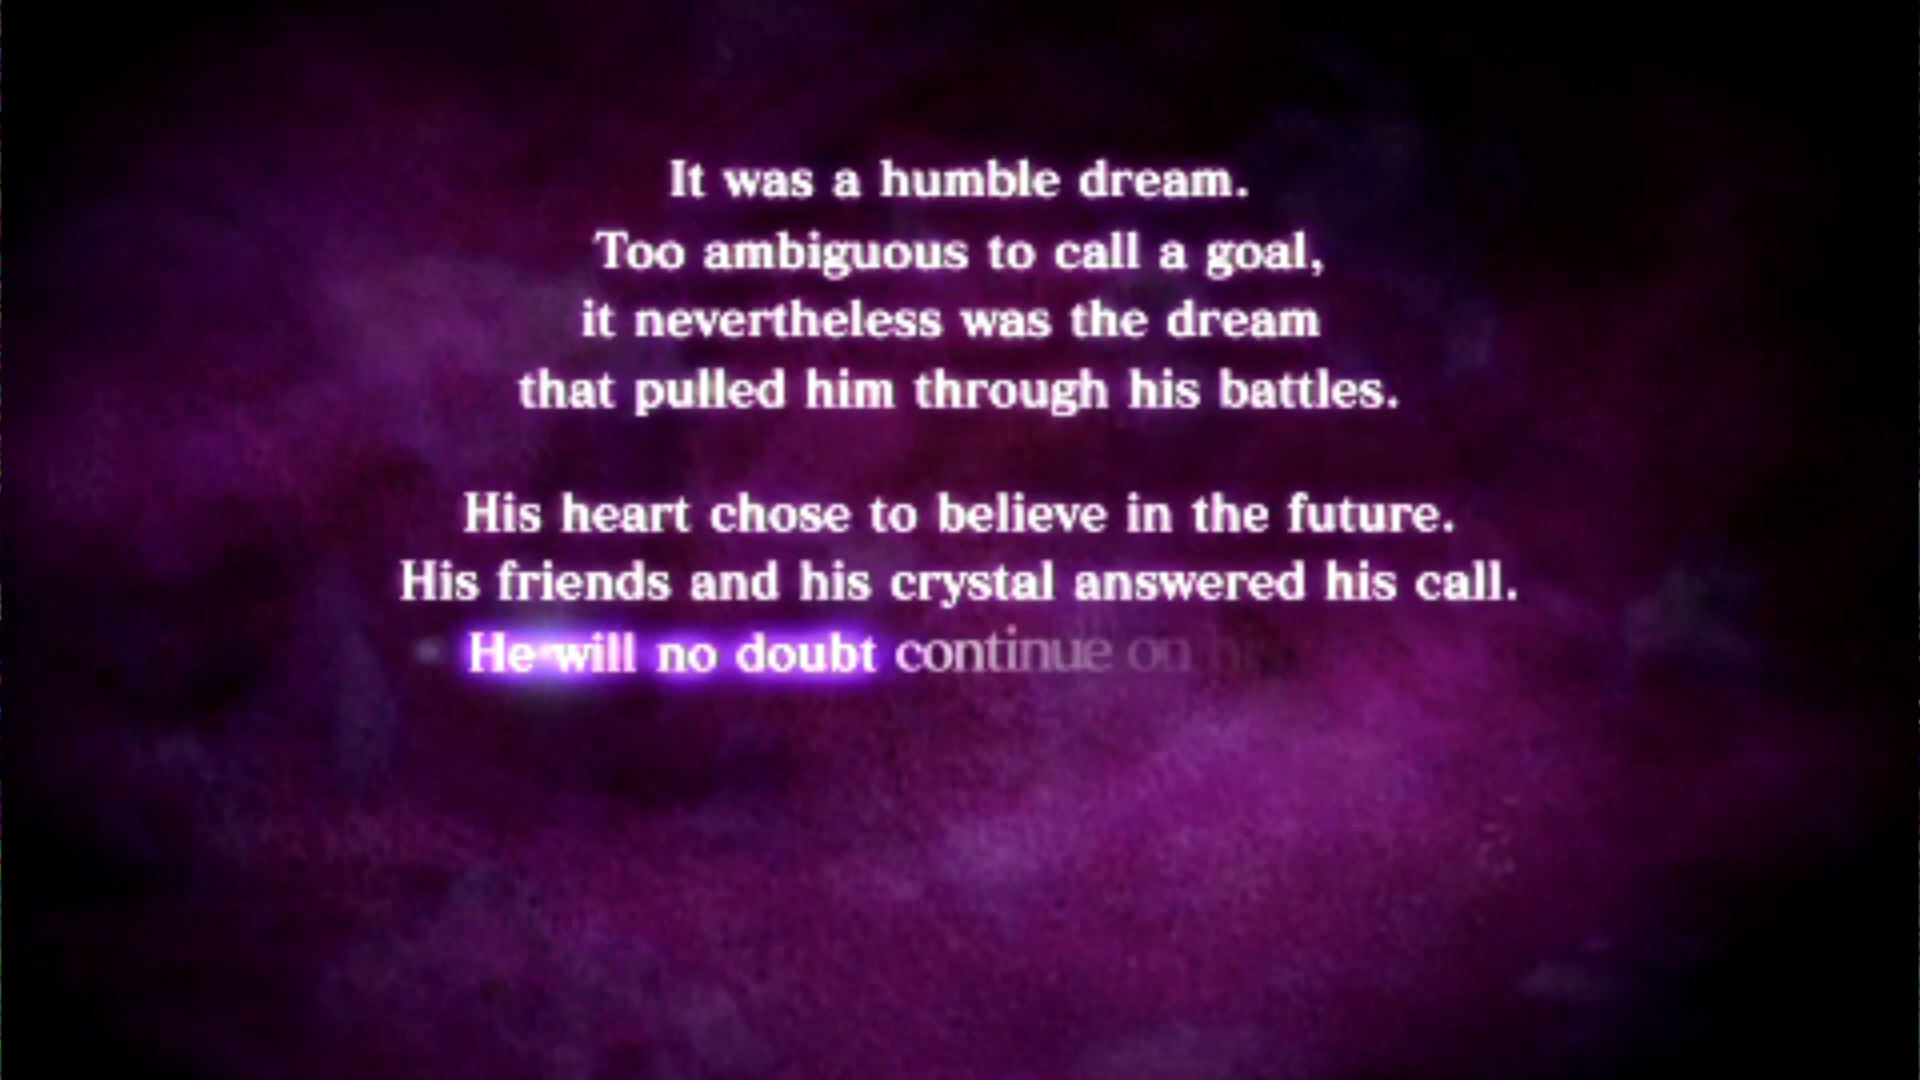 It was a humble dream.
Too ambiguous to call a goal,
it nevertheless was the dream
that pulled him through his battles.
His heart chose to believe in the future.
His friends and his crystal answered his call.
He will no doubt continue on